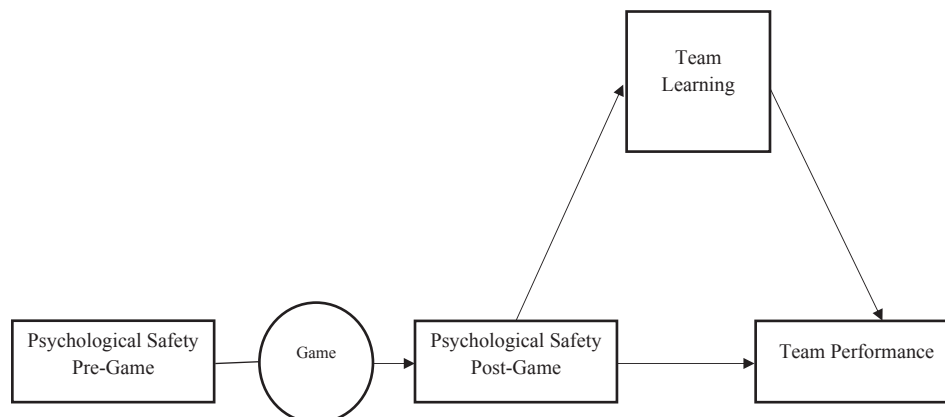 Team
Learning
Psychological Safety
Pre-Game
Game
Psychological Safety
Post-Game
Team Performance